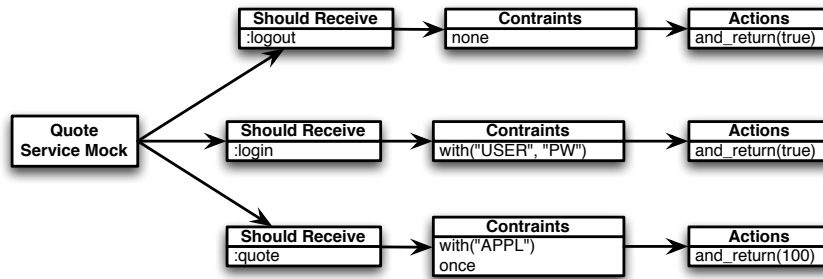 Should Receive
:logout
Contraints
none
Actions
and_return(true)
Quote
Service Mock
Should Receive
:login
Contraints
with("USER", "PW")
Actions
and_return(true)
Should Receive
:quote
Contraints
with("APPL")
once
Actions
and_return(100)